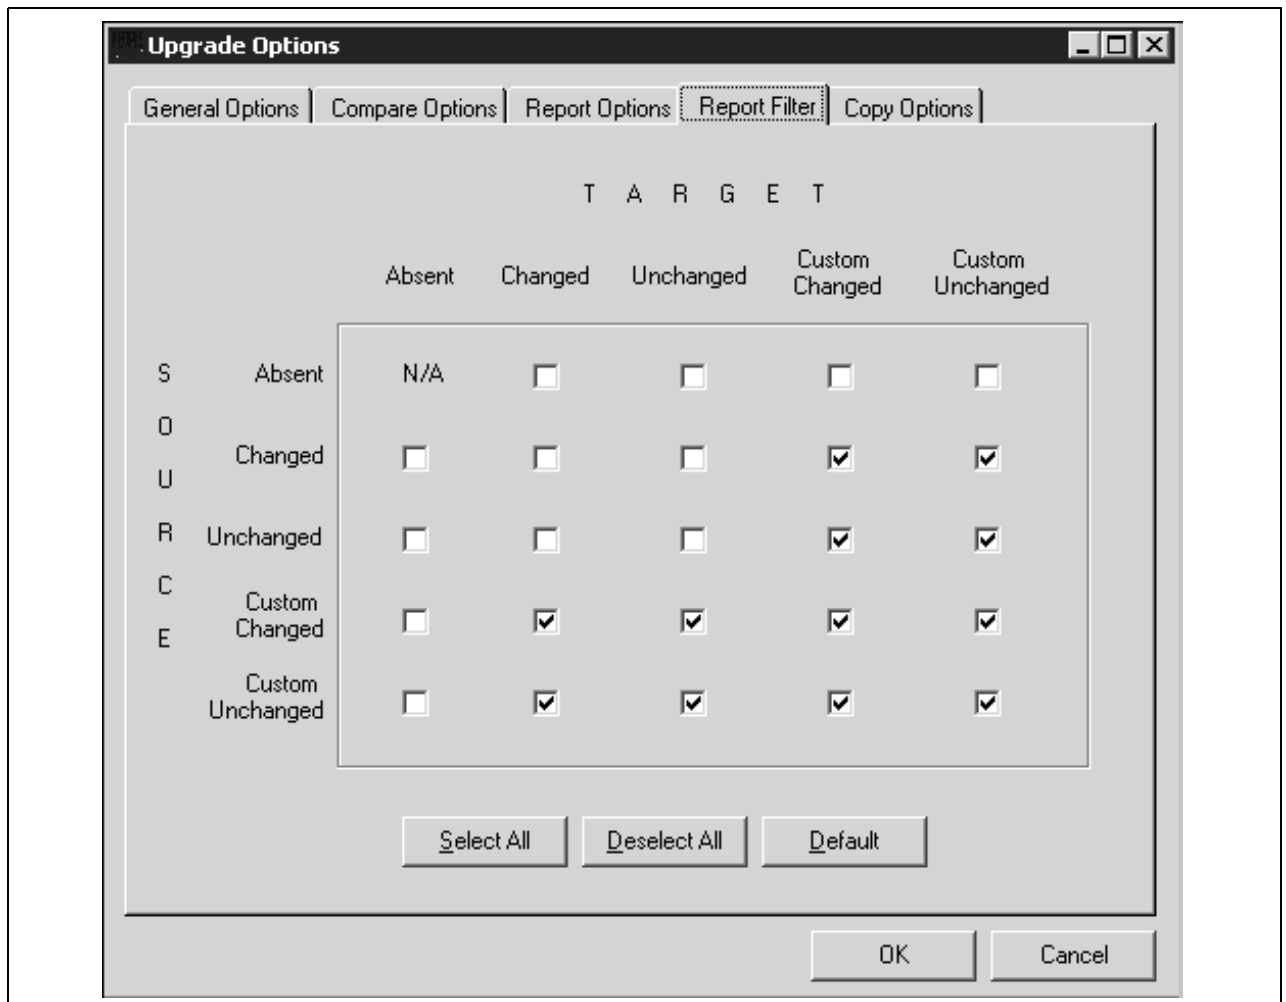 Upgrade Options
General Options Compare Options Report Options Report Filter Copy Options
T A R G E T
Absent Changed Unchanged Custom Changed Custom Unchanged
S O U R C E
Absent N/A
Changed
Unchanged
Custom
Changed
Custom
Unchanged
Select All Deselect All Default
OK Cancel